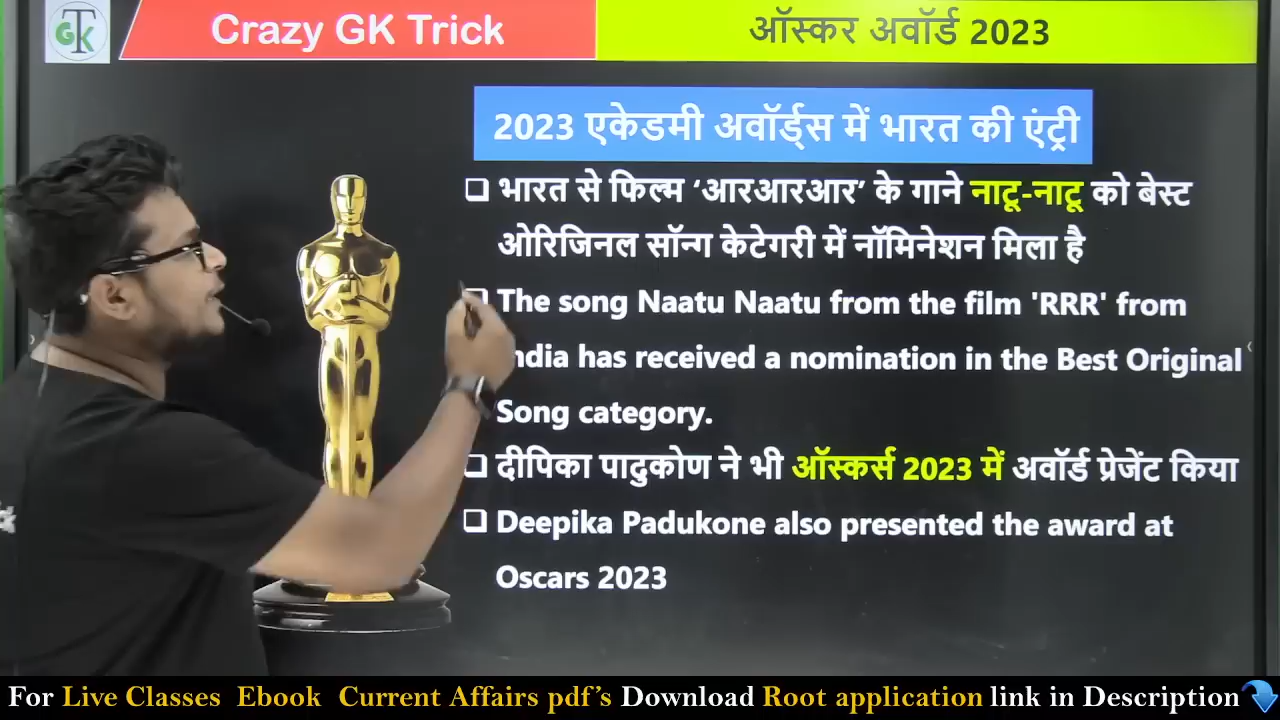 GK
T
Crazy GK Trick
ऑस्कर अवॉर्ड 2023
2023 एकेडमी अवॉर्ड्स में भारत की एंट्री
भारत से फिल्म ‘आरआरआर’ के गाने नाटू-नाटू को बेस्ट
ओरिजिनल सॉन्ग केटेगरी में नॉमिनेशन मिला है
The song Naatu Naatu from the film 'RRR' from
ndia has received a nomination in the Best Original
Song category.
दीपिका पादुकोण ने भी ऑस्कर्स 2023 में अवॉर्ड प्रेजेंट किया
Deepika Padukone also presented the award at
Oscars 2023
For Live Classes Ebook Current Affairs pdf’s Download Root application link in Description